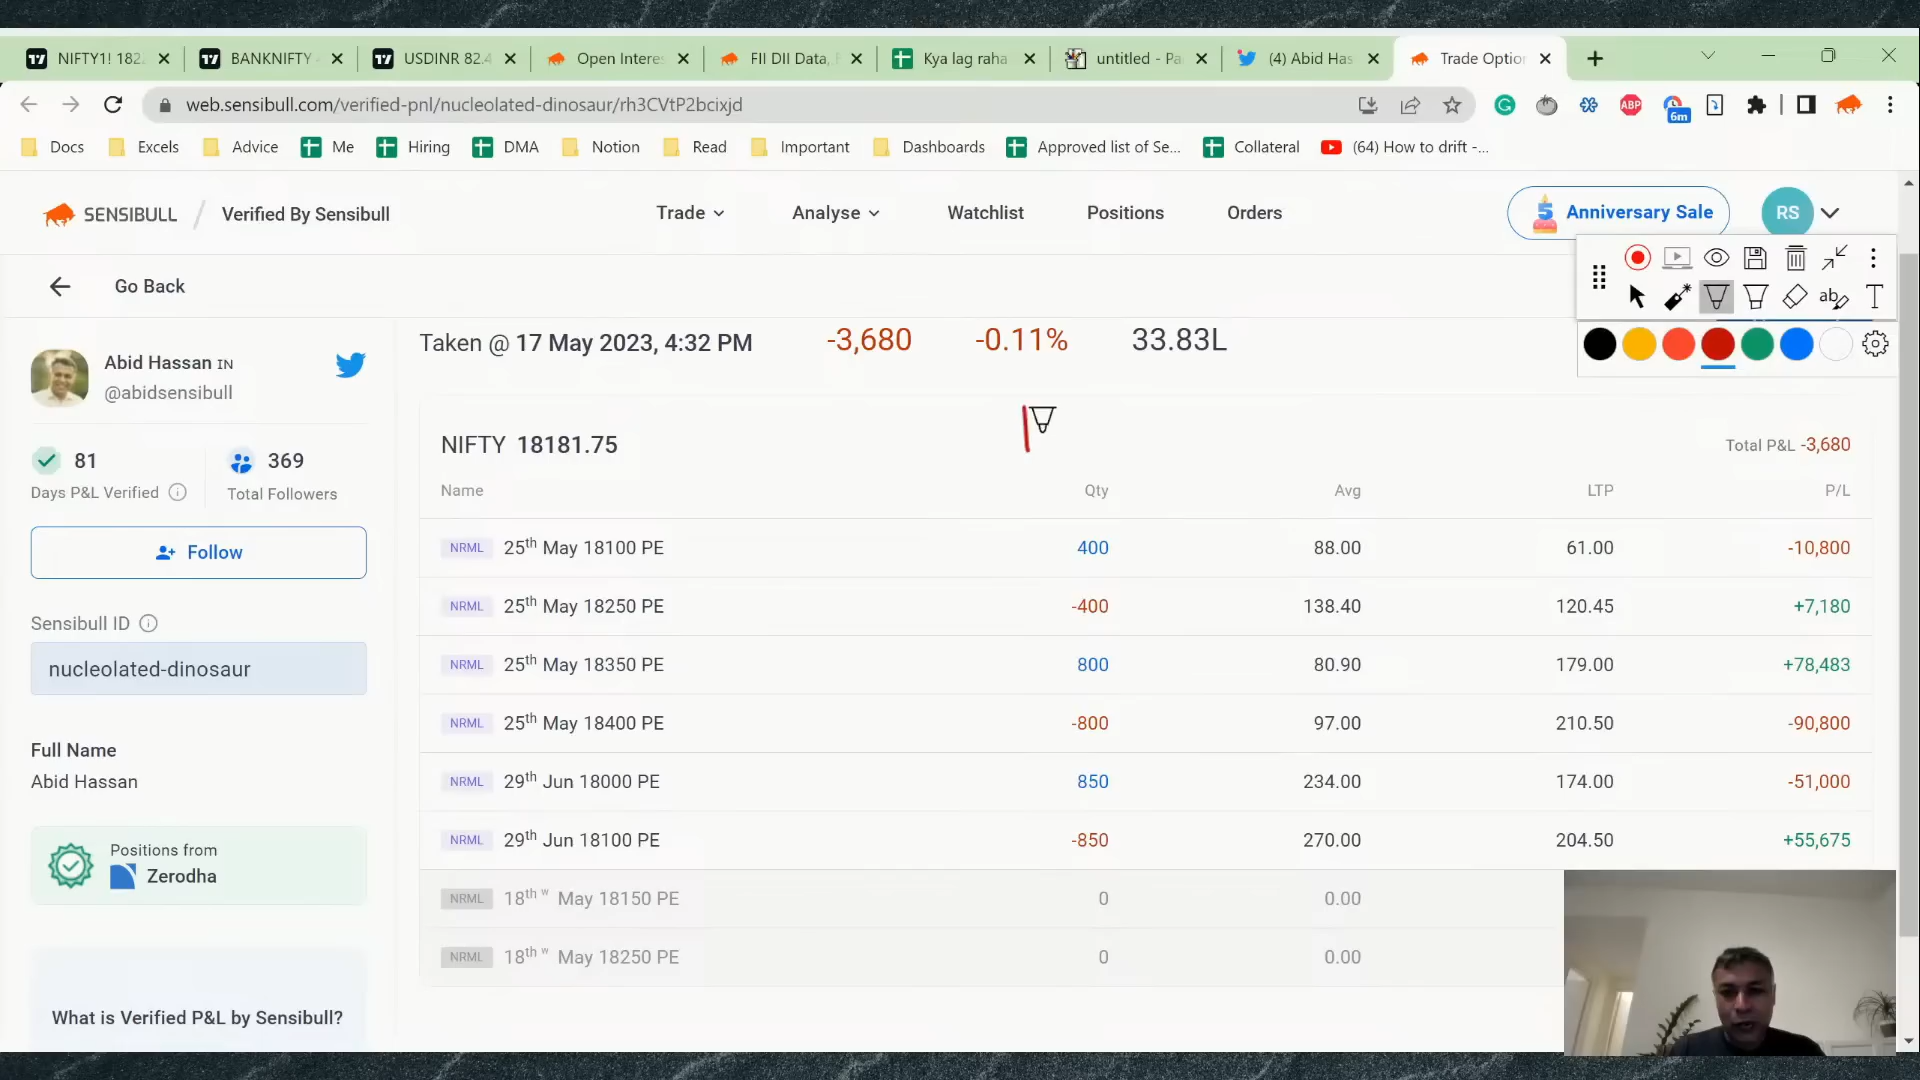 NIFTY1! 182
BANKNIFTY
USDINR 82.4
Open Intere
FII DII Data,
Kya lag raha
untitled - Pa
(4) Abid Has
Trade Option
web.sensibull.com/verified-pnl/nucleolated-dinosaur/rh3CVtP2bcixjd
ABP
6m
Docs
Excels
Advice
Me
Hiring
DMA
Notion
Read
Important
Dashboards
Approved list of Se...
Collateral
(64) How to drift -...
SENSIBULL / Verified By Sensibull
Trade
Analyse
Watchlist
Positions
Orders
5 Anniversary Sale
RS
Go Back
Taken @ 17 May 2023, 4:32 PM -3,680 -0.11% 33.83L
Abid Hassan IN
@abidsensibull
81
Days P&L Verified
369
Total Followers
Follow
Sensibull ID
nucleolated-dinosaur
Full Name
Abid Hassan
Positions from
Zerodha
What is Verified P&L by Sensibull?
NIFTY 18181.75
Total P&L -3,680
Name Qty Avg LTP P/L
NRML 25th May 18100 PE 400 88.00 61.00 -10,800
NRML 25th May 18250 PE -400 138.40 120.45 +7,180
NRML 25th May 18350 PE 800 80.90 179.00 +78,483
NRML 25th May 18400 PE -800 97.00 210.50 -90,800
NRML 29th Jun 18000 PE 850 234.00 174.00 -51,000
NRML 29th Jun 18100 PE -850 270.00 204.50 +55,675
NRML 18th w May 18150 PE 0 0.00
NRML 18th w May 18250 PE 0 0.00